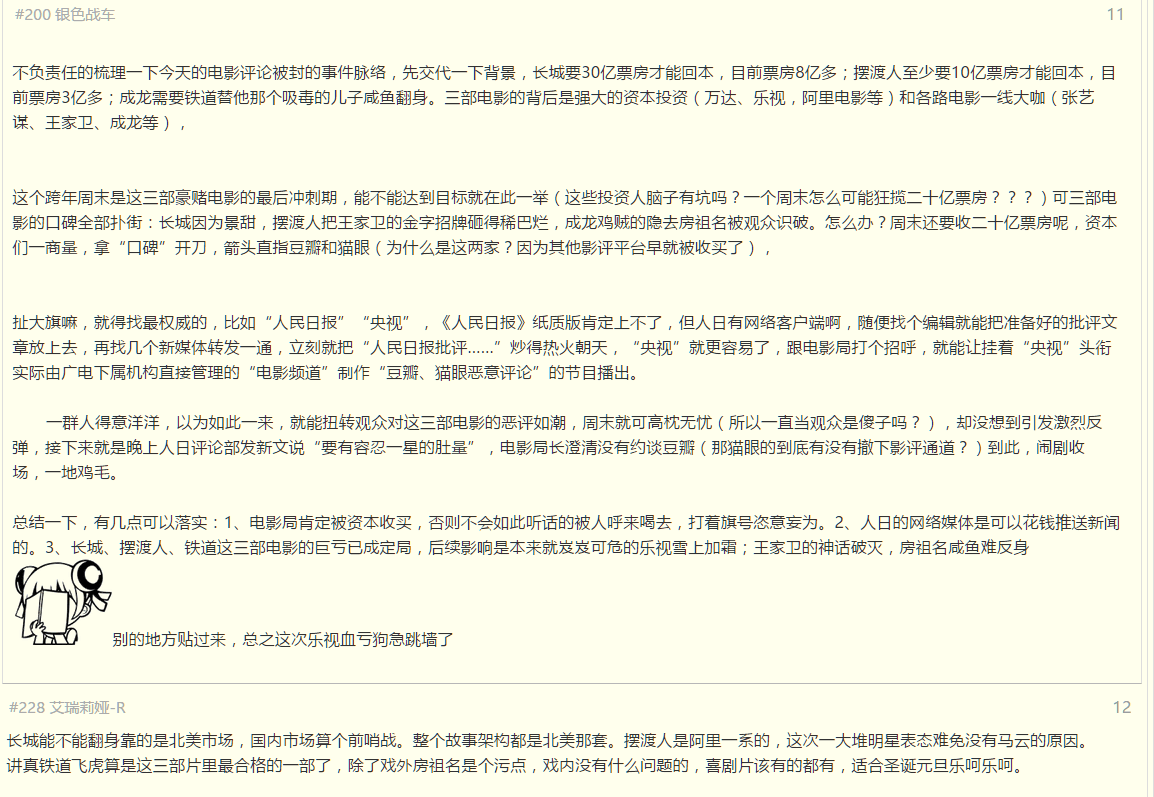 #200 银色战车
11
不负责任的梳理一下今天的电影评论被封的事件脉络，先交代一下背景，长城要30亿票房才能回本，目前票房8亿多；摆渡人至少要10亿票房才能回本，目
前票房3亿多；成龙需要铁道替他那个吸毒的儿子咸鱼翻身。三部电影的背后是强大的资本投资（万达、乐视，阿里电影等）和各路电影一线大咖（张艺
谋、王家卫、成龙等），
这个跨年周末是这三部豪赌电影的最后冲刺期，能不能达到目标就在此一举（这些投资人脑子有坑吗？一个周末怎么可能狂揽二十亿票房？？？）可三部电
影的口碑全部扑街：长城因为景甜，摆渡人把王家卫的金字招牌砸得稀巴烂，成龙鸡贼的隐去房祖名被观众识破。怎么办？周末还要收二十亿票房呢，资本
们一商量，拿“口碑”开刀，箭头直指豆瓣和猫眼（为什么是这两家？因为其他影评平台早就被收买了），
扯大旗嘛，就得找最权威的，比如“人民日报”“央视”，《人民日报》纸质版肯定上不了，但人日有网络客户端啊，随便找个编辑就能把准备好的批评文
章放上去，再找几个新媒体转发一通，立刻就把“人民日报批评……”炒得热火朝天，“央视”就更容易了，跟电影局打个招呼，就能让挂着“央视”头衔
实际由广电下属机构直接管理的“电影频道”制作“豆瓣、猫眼恶意评论”的节目播出。
一群人得意洋洋，以为如此一来，就能扭转观众对这三部电影的恶评如潮，周末就可高枕无忧（所以一直当观众是傻子吗？），却没想到引发激烈反
弹，接下来就是晚上人日评论部发新文说“要有容忍一星的肚量”，电影局长澄清没有约谈豆瓣（那猫眼的到底有没有撤下影评通道？）到此，闹剧收
场，一地鸡毛。
总结一下，有几点可以落实：1、电影局肯定被资本收买，否则不会如此听话的被人呼来喝去，打着旗号恣意妄为。2、人日的网络媒体是可以花钱推送新闻
的。3、长城、摆渡人、铁道这三部电影的巨亏已成定局，后续影响是本来就岌岌可危的乐视雪上加霜；王家卫的神话破灭，房祖名咸鱼难反身
别的地方贴过来，总之这次乐视血亏狗急跳墙了
#228 艾瑞莉娅-R
12
长城能不能翻身靠的是北美市场，国内市场算个前哨战。整个故事架构都是北美那套。摆渡人是阿里一系的，这次一大堆明星表态难免没有马云的原因。
讲真铁道飞虎算是这三部片里最合格的一部了，除了戏外房祖名是个污点，戏内没有什么问题的，喜剧片该有的都有，适合圣诞元旦乐呵乐呵。